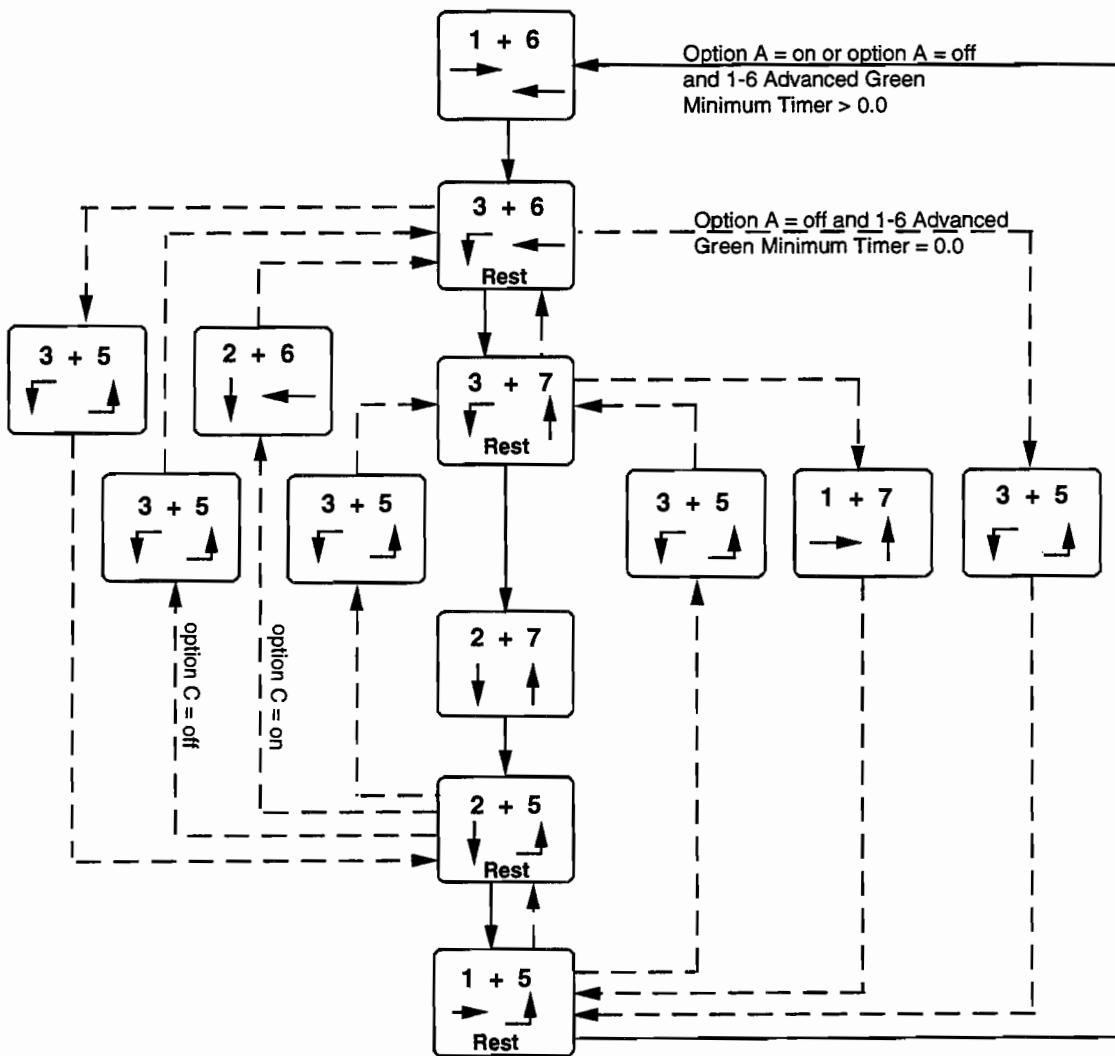 1 + 6
Option A = on or option A = off
and 1-6 Advanced Green
Minimum Timer > 0.0
3 + 6
Rest
Option A = off and 1-6 Advanced
Green Minimum Timer = 0.0
3 + 5
2 + 6
3 + 7
Rest
3 + 5
3 + 5
3 + 5
1 + 7
3 + 5
option C = off
option C = on
2 + 7
2 + 5
Rest
1 + 5
Rest